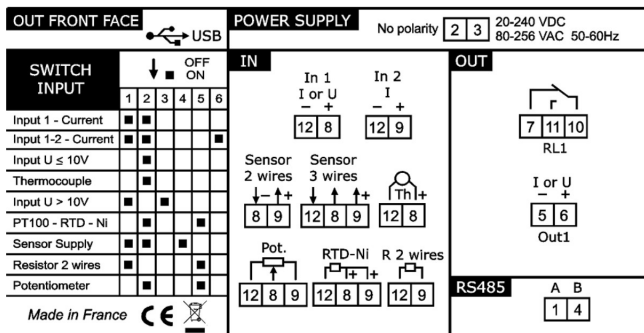 OUT FRONT FACE
USB
POWER SUPPLY
No polarity 2 3 20-240 VDC
80-256 VAC 50-60Hz
SWITCH
INPUT
OFF
ON
1 2 3 4 5 6
Input 1 - Current
Input 1-2 - Current
Input U ≤ 10V
Thermocouple
Input U > 10V
PT100 - RTD - Ni
Sensor Supply
Resistor 2 wires
Potentiometer
Made in France CE
IN
In 1
I or U
- +
12 8
In 2
I
- +
12 9
Sensor
2 wires
- +
8 9
Sensor
3 wires
+
12 8 9
Th +
12 8
Pot.
12 8 9
RTD-Ni
+ +
12 8 9
R 2 wires
12 9
OUT
r
7 11 10
RL1
I or U
- +
5 6
Out1
RS485
A B
1 4